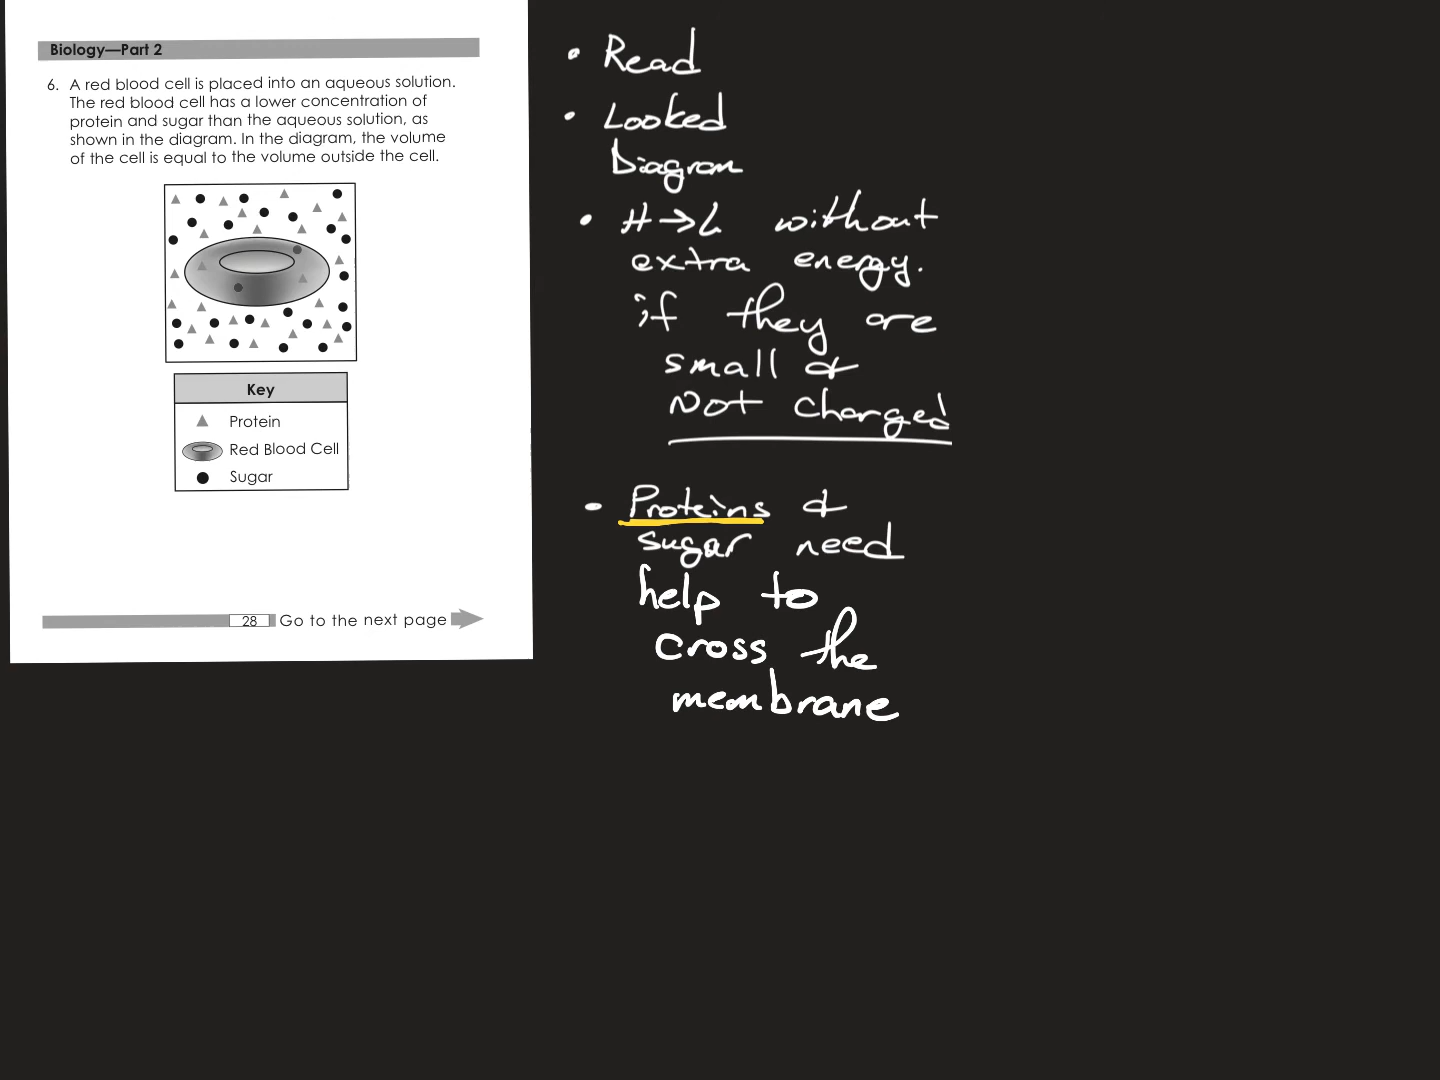 Biology—Part 2
6. A red blood cell is placed into an aqueous solution.
The red blood cell has a lower concentration of
protein and sugar than the aqueous solution, as
shown in the diagram. In the diagram, the volume
of the cell is equal to the volume outside the cell.
Key
Protein
Red Blood Cell
Sugar
28 Go to the next page
• Read
• Looked
Diagram
• H→L without
extra energy.
if they are
small &
Not charged
• Proteins &
sugar need
help to
cross the
membrane